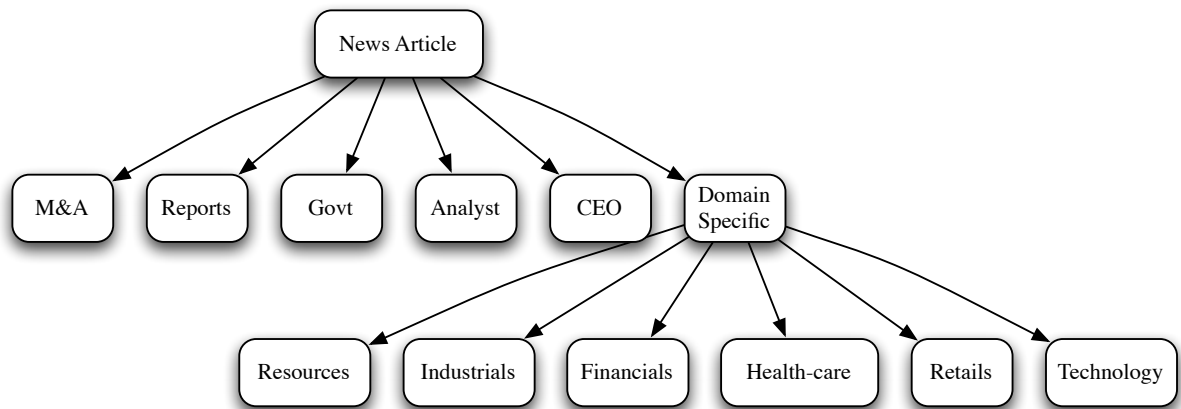 News Article
M&A
Reports
Govt
Analyst
CEO
Domain
Specific
Resources
Industrials
Financials
Health-care
Retails
Technology